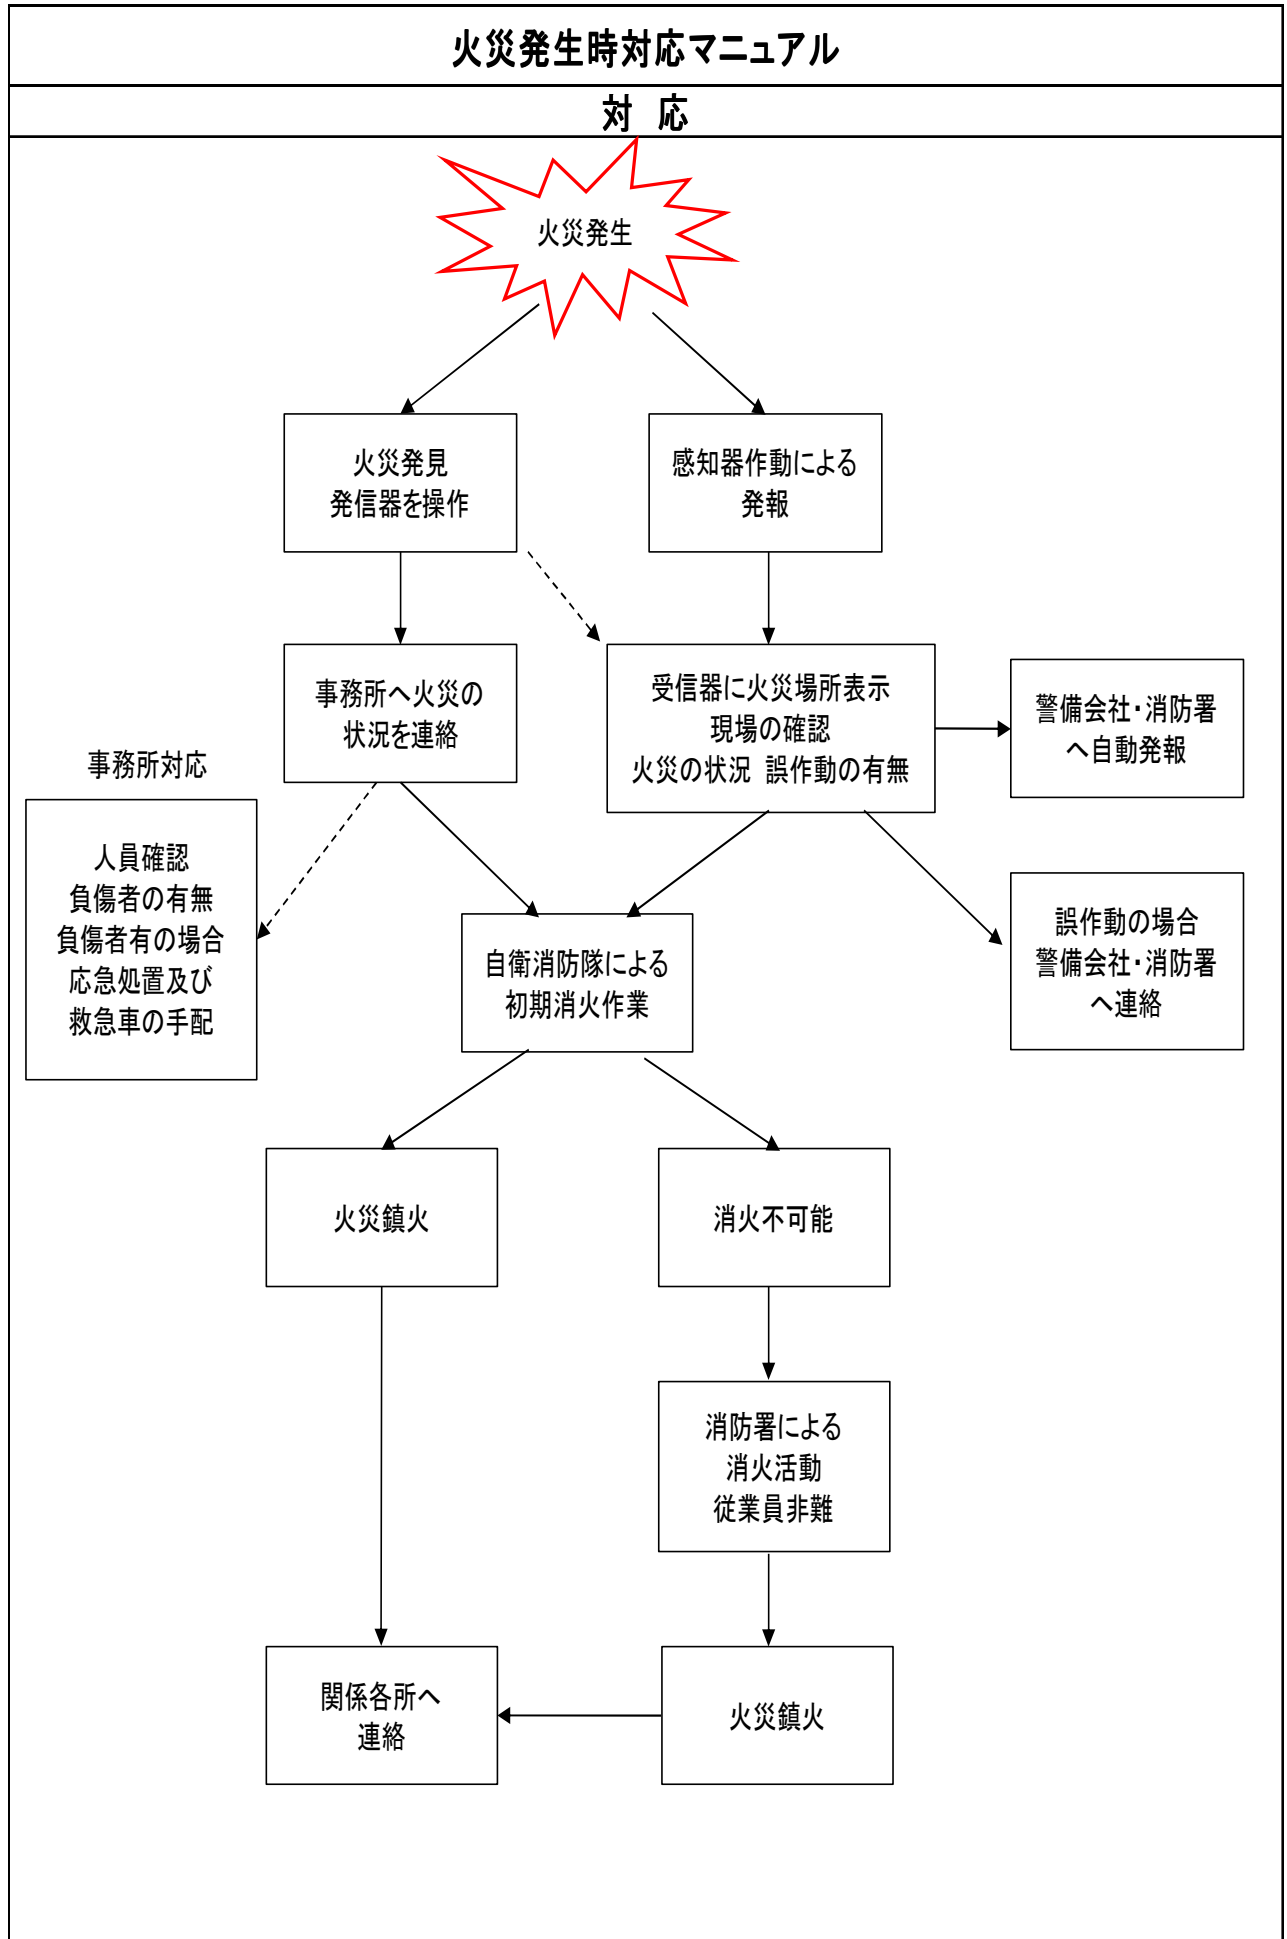 火災発生時対応マニュアル
対 応
火災発生
火災発見
発信器を操作
感知器作動による
発報
事務所へ火災の
状況を連絡
受信器に火災場所表示
現場の確認
火災の状況 誤作動の有無
警備会社・消防署
へ自動発報
事務所対応
人員確認
負傷者の有無
負傷者有の場合
応急処置及び
救急車の手配
自衛消防隊による
初期消火作業
誤作動の場合
警備会社・消防署
へ連絡
火災鎮火
消火不可能
消防署による
消火活動
従業員非難
関係各所へ
連絡
火災鎮火